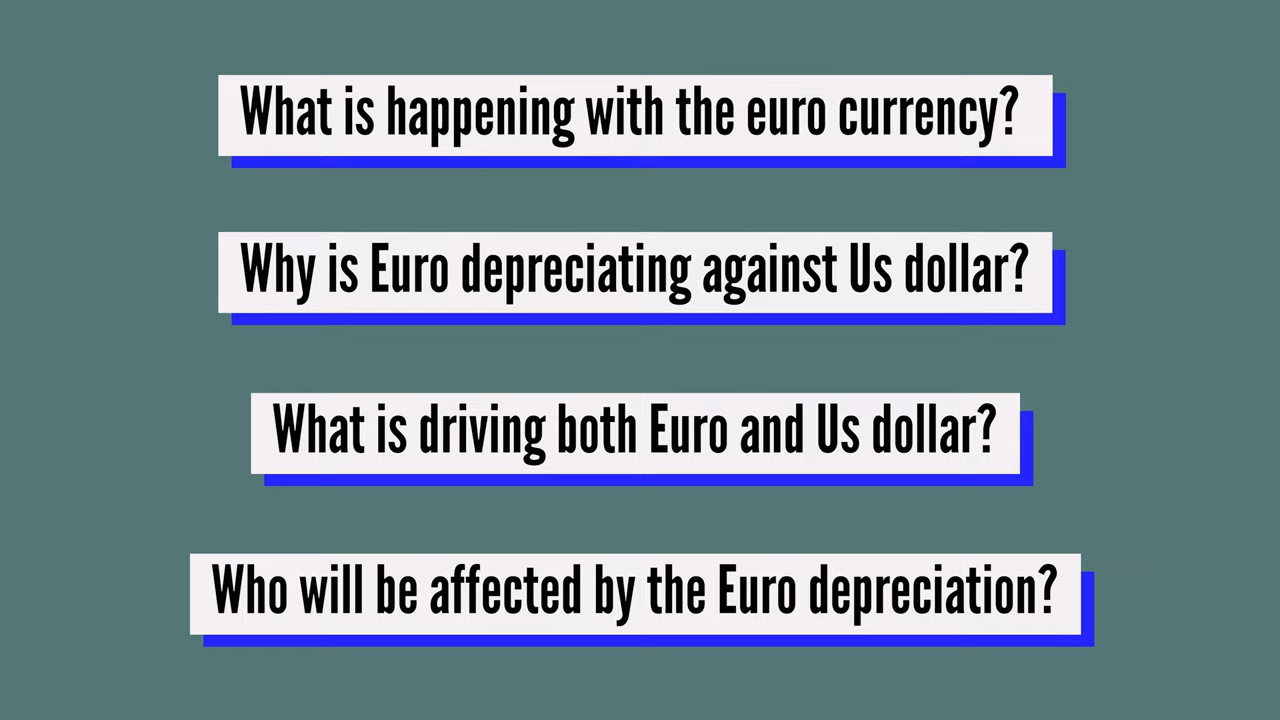 What is happening with the euro currency?
Why is Euro depreciating against Us dollar?
What is driving both Euro and Us dollar?
Who will be affected by the Euro depreciation?